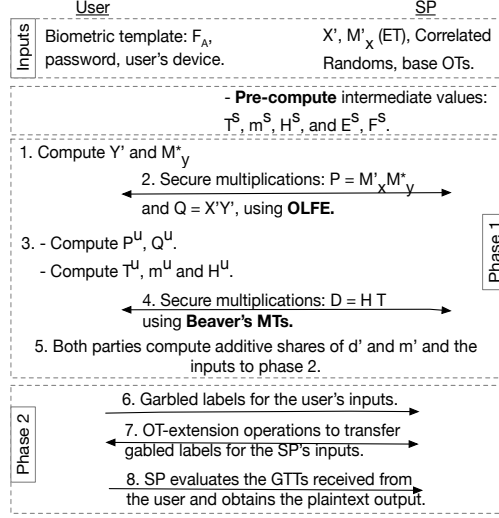 User
SP
Inputs
Biometric template: F_A,
password, user's device.
X', M'_x (ET), Correlated
Randoms, base OTs.
- Pre-compute intermediate values:
T^s, m^s, H^s, and E^s, F^s.
1. Compute Y' and M*_y
2. Secure multiplications: P = M'_x M*_y
and Q = X'Y', using OLFE.
3. - Compute P^u, Q^u.
- Compute T^u, m^u and H^u.
Phase 1
4. Secure multiplications: D = H T
using Beaver's MTs.
5. Both parties compute additive shares of d' and m' and the
inputs to phase 2.
Phase 2
6. Garbled labels for the user's inputs.
7. OT-extension operations to transfer
gabled labels for the SP's inputs.
8. SP evaluates the GTTs received from
the user and obtains the plaintext output.